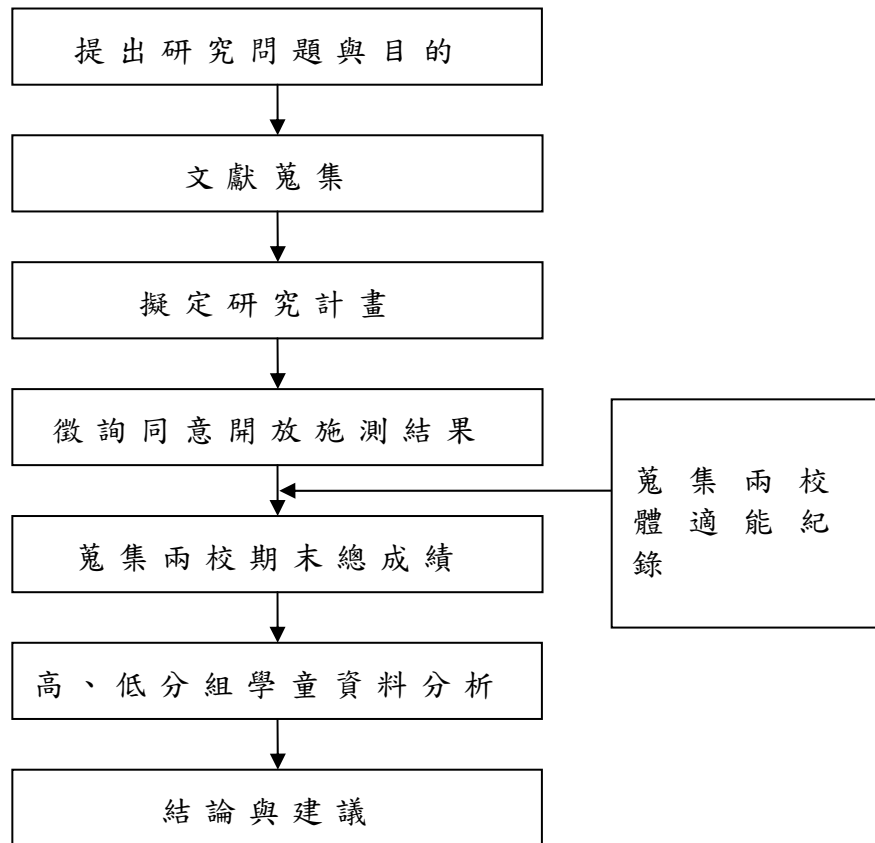 提出研究問題與目的
文獻蒐集
擬定研究計畫
徵詢同意開放施測結果
蒐集兩校
體適能紀
錄
蒐集兩校期末總成績
高、低分組學童資料分析
結論與建議